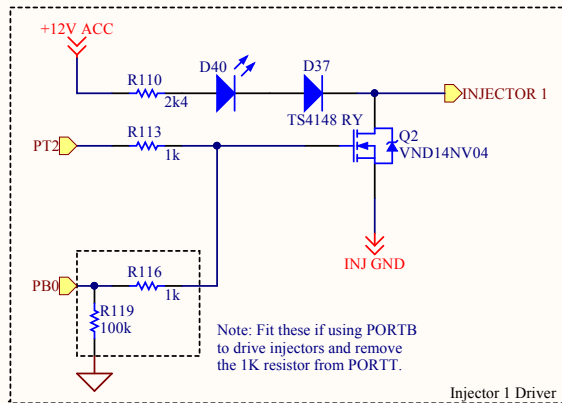 +12V ACC
D40
D37
R110
2k4
TS4148 RY
INJECTOR 1
R113
PT2
1k
Q2
VND14NV04
INJ GND
R116
PB0
1k
R119
100k
Note: Fit these if using PORTB
to drive injectors and remove
the 1K resistor from PORTT.
Injector 1 Driver